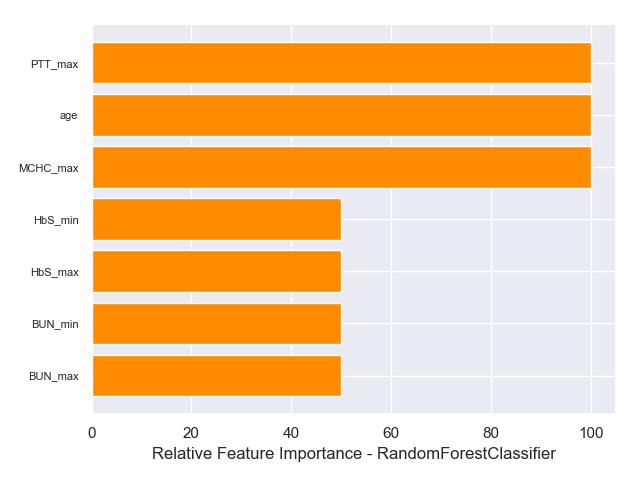 PTT_max
age
MCHC_max
HbS_min
HbS_max
BUN_min
BUN_max
0 20 40 60 80 100
Relative Feature Importance - RandomForestClassifier